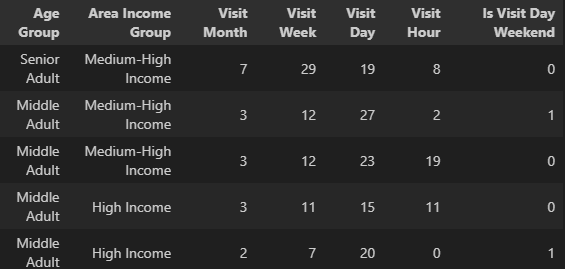 Age Group Area Income Group Visit Month Visit Week Visit Day Visit Hour Is Visit Day Weekend
Senior Adult Medium-High Income 7 29 19 8 0
Middle Adult Medium-High Income 3 12 27 2 1
Middle Adult Medium-High Income 3 12 23 19 0
Middle Adult High Income 3 11 15 11 0
Middle Adult High Income 2 7 20 0 1